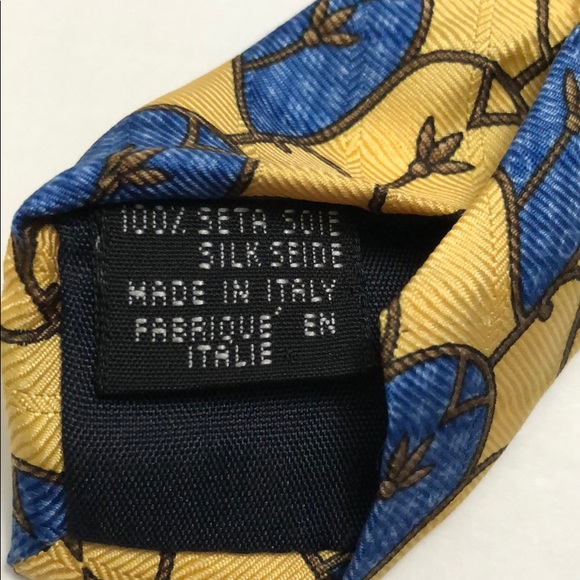 100% SETA SOIE
SILK SEIDE
MADE IN ITALY
FABRIQUE' EN
ITALIE